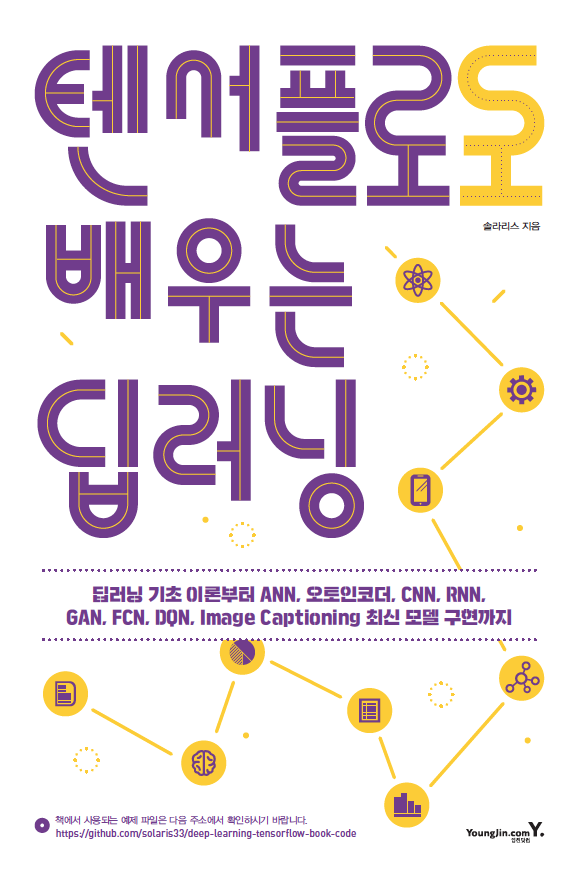 텐서플로로
솔라리스 지음
배우는
딥러닝
딥러닝 기초 이론부터 ANN, 오토인코더, CNN, RNN,
GAN, FCN, DQN, Image Captioning 최신 모델 구현까지
책에서 사용되는 예제 파일은 다음 주소에서 확인하시기 바랍니다.
https://github.com/solaris33/deep-learning-tensorflow-book-code
YoungJin.com Y.
영진닷컴